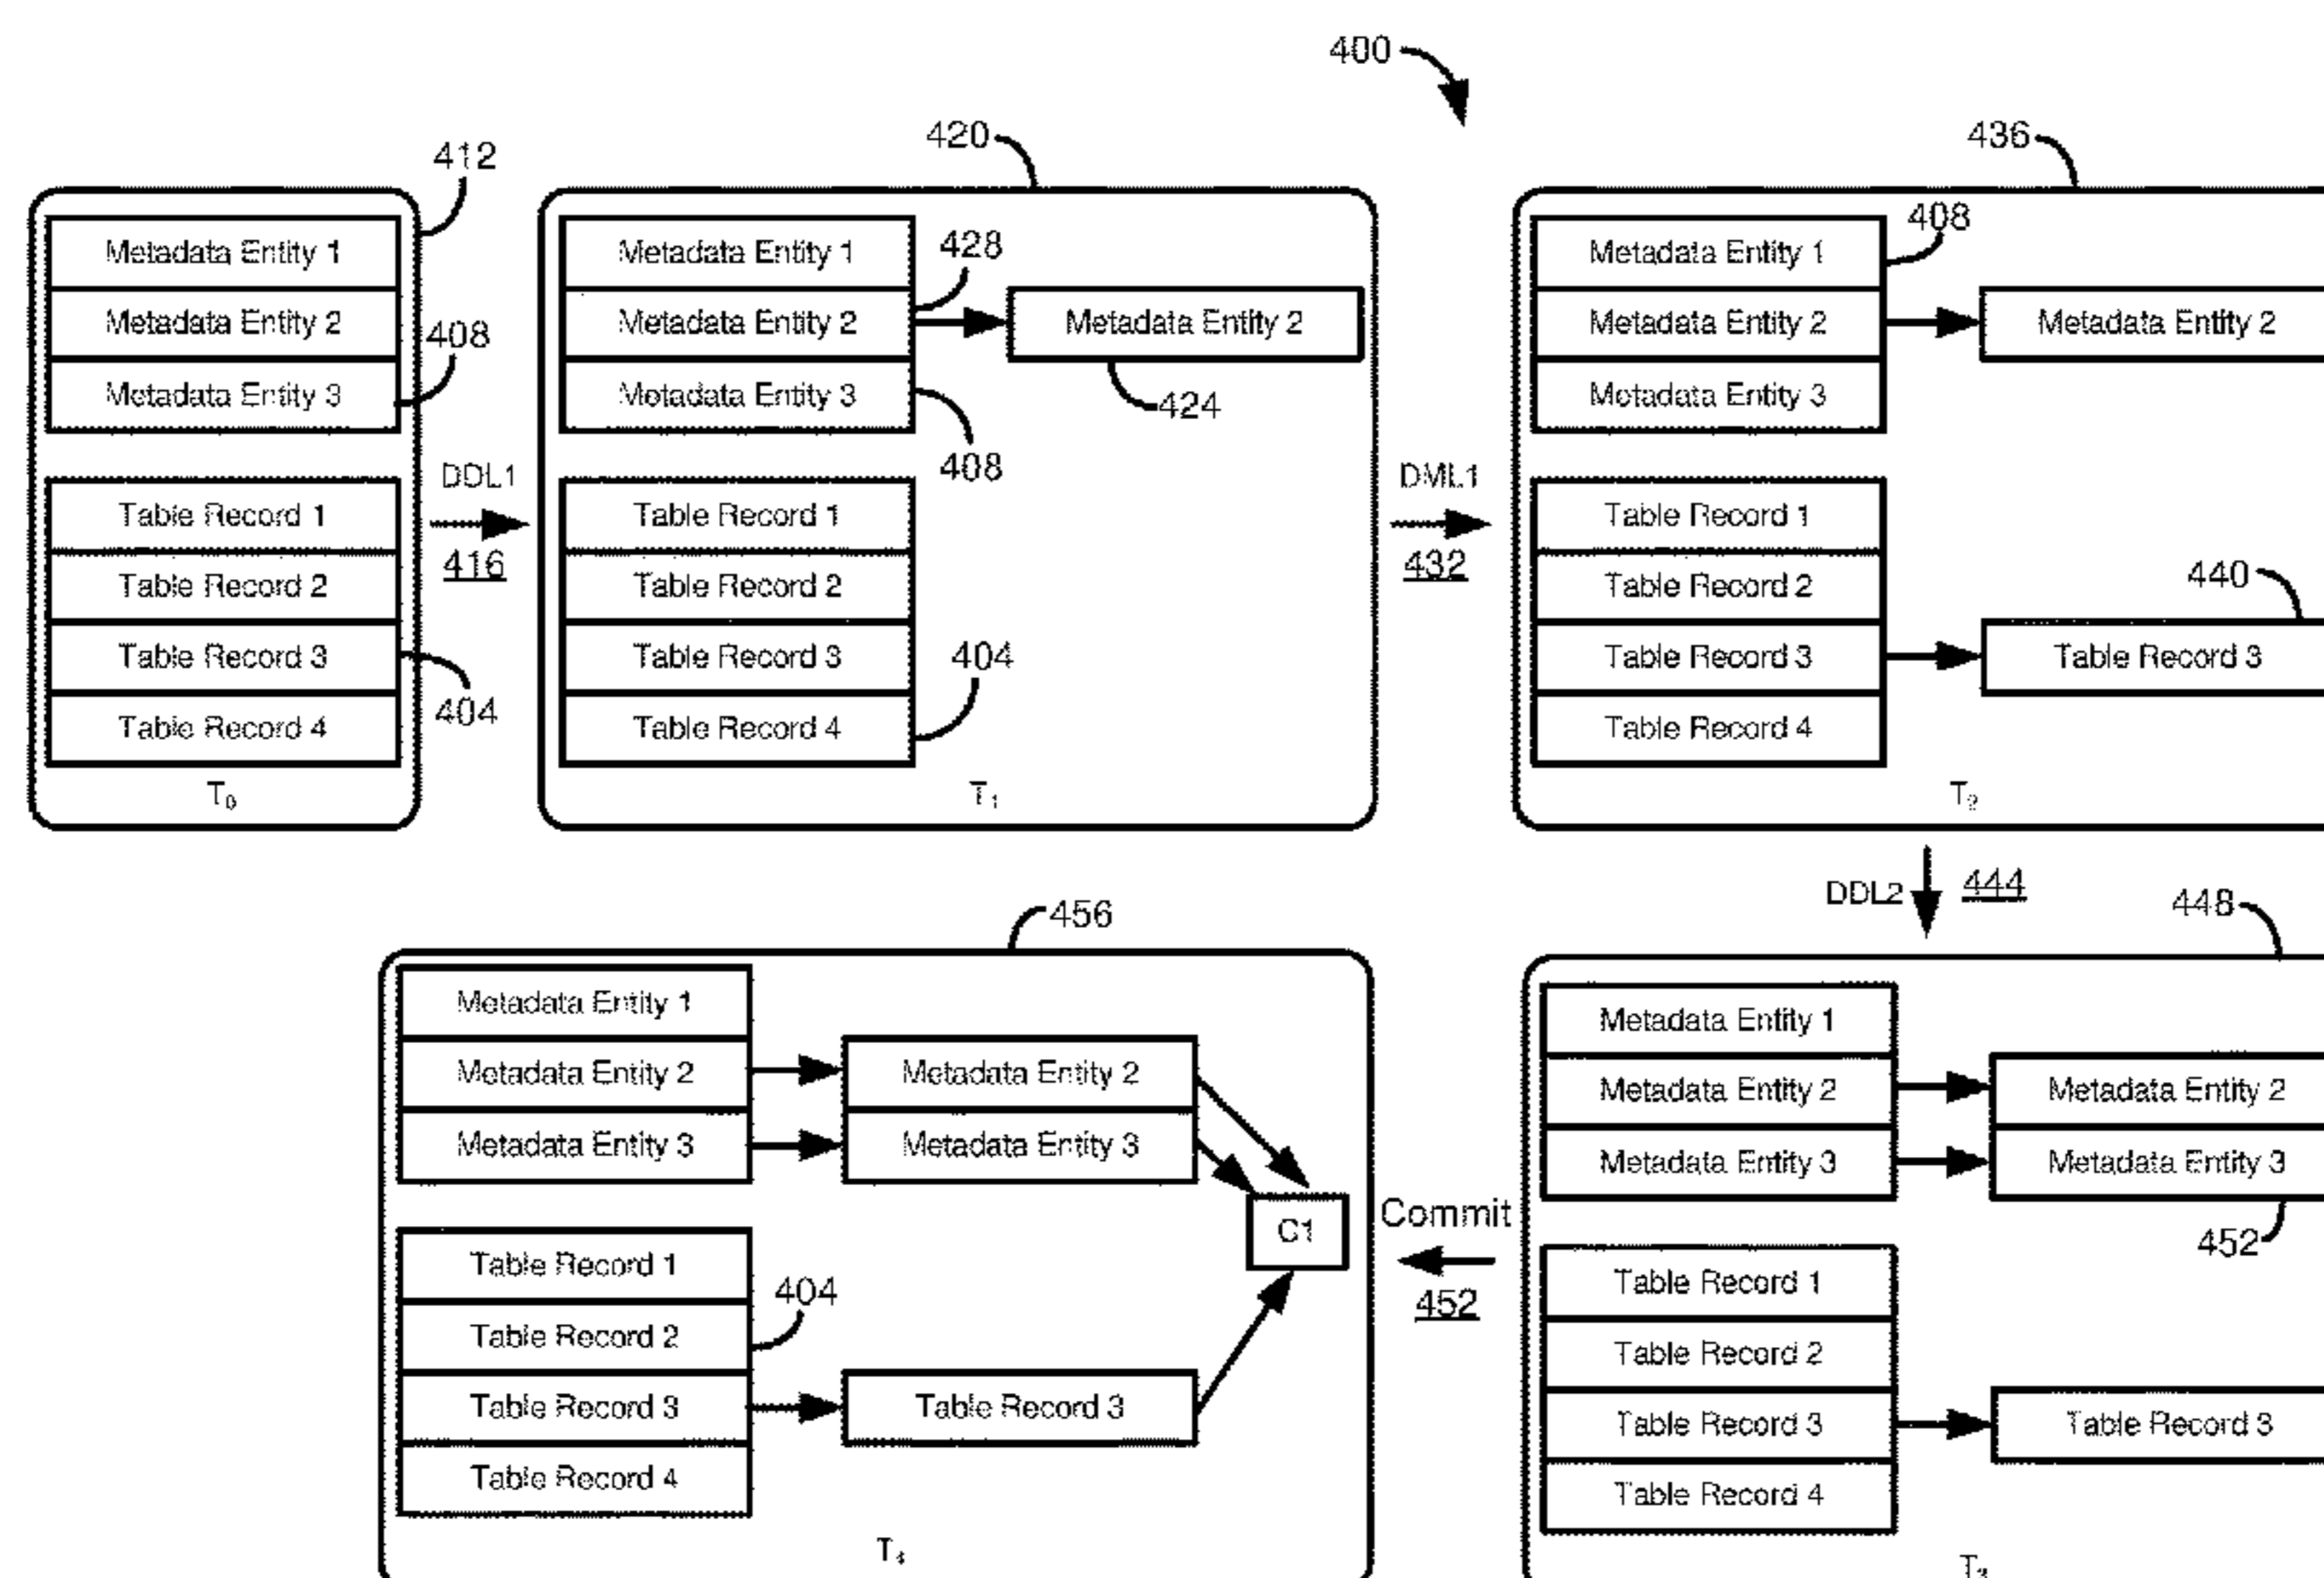 400
412
420
436
Metadata Entity 1
Metadata Entity 2
Metadata Entity 3
408
Table Record 1
Table Record 2
Table Record 3
Table Record 4
404
T0
DDL1
416
Metadata Entity 1
Metadata Entity 2
Metadata Entity 3
428
Metadata Entity 2
424
408
Table Record 1
Table Record 2
Table Record 3
Table Record 4
404
T1
DML1
432
408
Metadata Entity 1
Metadata Entity 2
Metadata Entity 3
Metadata Entity 2
Table Record 1
Table Record 2
Table Record 3
Table Record 4
440
Table Record 3
T2
DDL2
444
448
Metadata Entity 1
Metadata Entity 2
Metadata Entity 3
Metadata Entity 2
Metadata Entity 3
452
Table Record 1
Table Record 2
Table Record 3
Table Record 4
Table Record 3
T3
Commit
452
456
Metadata Entity 1
Metadata Entity 2
Metadata Entity 3
Metadata Entity 2
Metadata Entity 3
C1
Table Record 1
Table Record 2
Table Record 3
Table Record 4
404
Table Record 3
T4